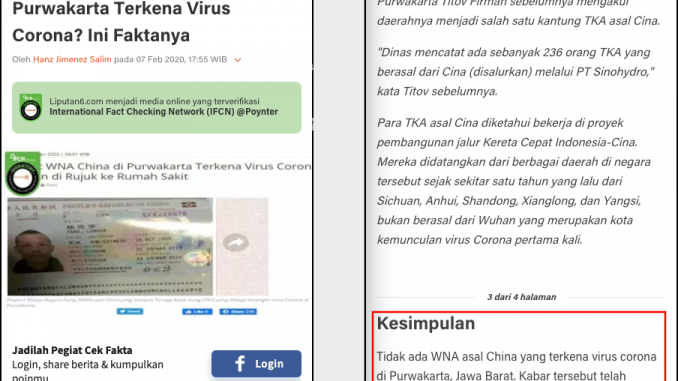 Purwakarta Terkena Virus
Corona? Ini Faktanya
Oleh Hanz Jimenez Salim pada 07 Feb 2020, 17:55 WIB
Liputan6.com menjadi media online yang terverifikasi
International Fact Checking Network (IFCN) @Poynter
WNA China di Purwakarta Terkena Virus Coron
n di Rujuk ke Rumah Sakit
Jadilah Pegiat Cek Fakta
Login, share berita & kumpulkan
poinmu
Login
Purwakarta Titov Firman sebelumnya mengakui
daerahnya menjadi salah satu kantung TKA asal Cina.
"Dinas mencatat ada sebanyak 236 orang TKA yang
berasal dari Cina (disalurkan) melalui PT Sinohydro,"
kata Titov sebelumnya.
Para TKA asal Cina diketahui bekerja di proyek
pembangunan jalur Kereta Cepat Indonesia-Cina.
Mereka didatangkan dari berbagai daerah di negara
tersebut sejak sekitar satu tahun yang lalu dari
Sichuan, Anhui, Shandong, Xianglong, dan Yangsi,
bukan berasal dari Wuhan yang merupakan kota
kemunculan virus Corona pertama kali.
3 dari 4 halaman
Kesimpulan
Tidak ada WNA asal China yang terkena virus corona
di Purwakarta, Jawa Barat. Kabar tersebut telah